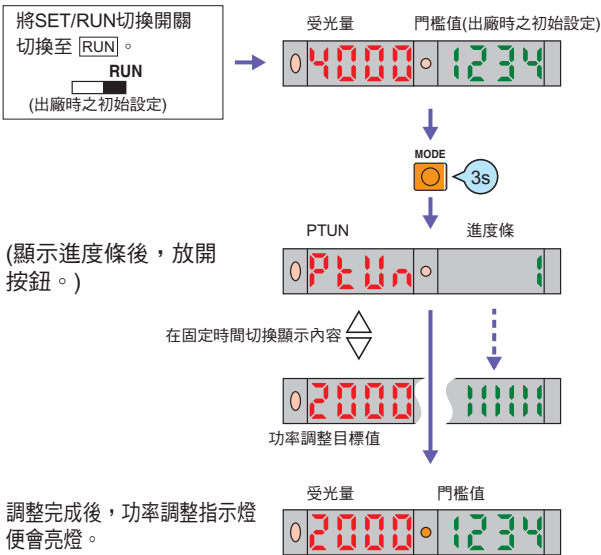 將SET/RUN切換開關
切換至 RUN。
RUN
(出廠時之初始設定)
受光量 門檻值(出廠時之初始設定)
4000 1234
MODE
3s
PTUN 進度條
(顯示進度條後，放開
按鈕。)
PtUn 1
在固定時間切換顯示內容
2000 111111
功率調整目標值
受光量 門檻值
調整完成後，功率調整指示燈
便會亮燈。
2000 1234